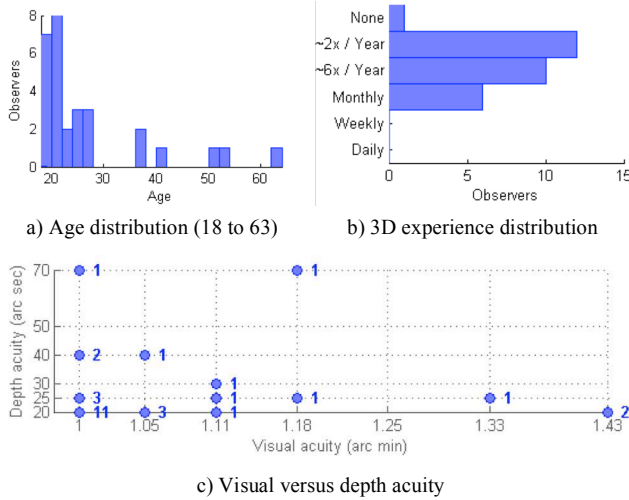 8
6
4
2
0
Observers
20 30 40 50 60
Age
a) Age distribution (18 to 63)
None
~2x / Year
~6x / Year
Monthly
Weekly
Daily
0 5 10 15
Observers
b) 3D experience distribution
Depth acuity (arc sec)
70 1 1
50
40 2 1
30 1
25 3 1 1 1
20 11 3 1 2
1 1.05 1.11 1.18 1.25 1.33 1.43
Visual acuity (arc min)
c) Visual versus depth acuity